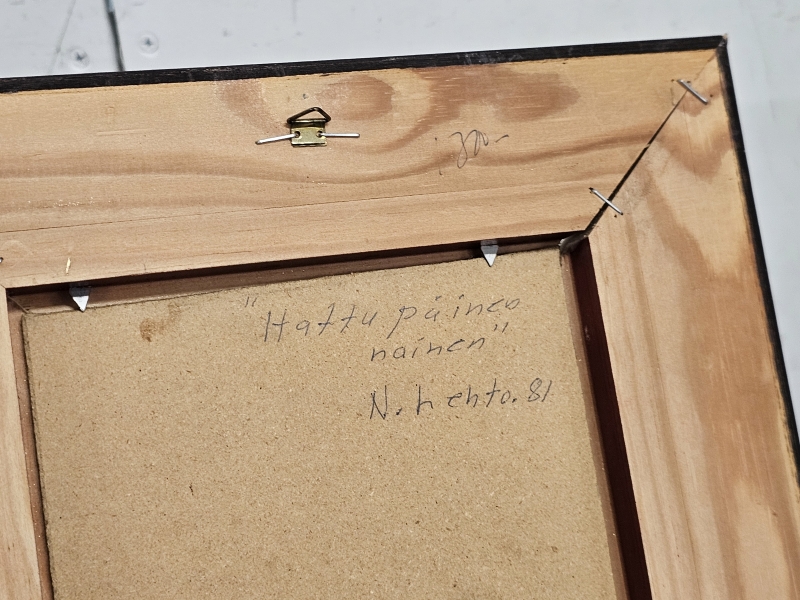 "Hattu päinen
nainen"
N. Lehto. 81